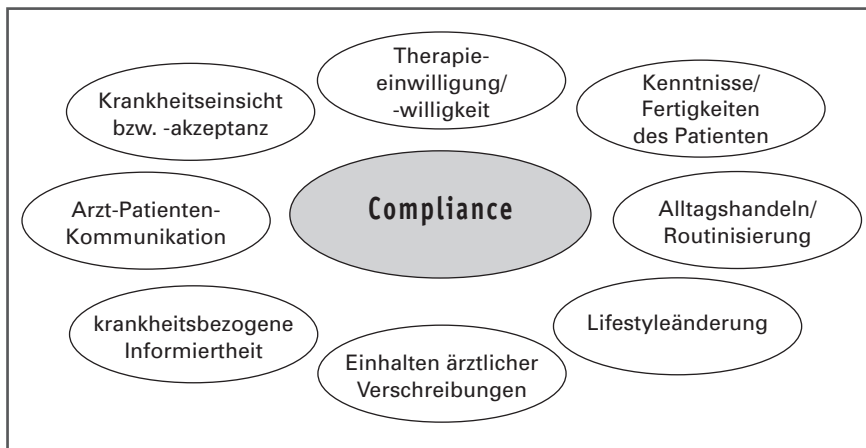 Therapie-
einwilligung/
-willigkeit
Krankheitseinsicht
bzw. -akzeptanz
Kenntnisse/
Fertigkeiten
des Patienten
Arzt-Patienten-
Kommunikation
Compliance
Alltagshandeln/
Routinisierung
krankheitsbezogene
Informiertheit
Einhalten ärztlicher
Verschreibungen
Lifestyleänderung